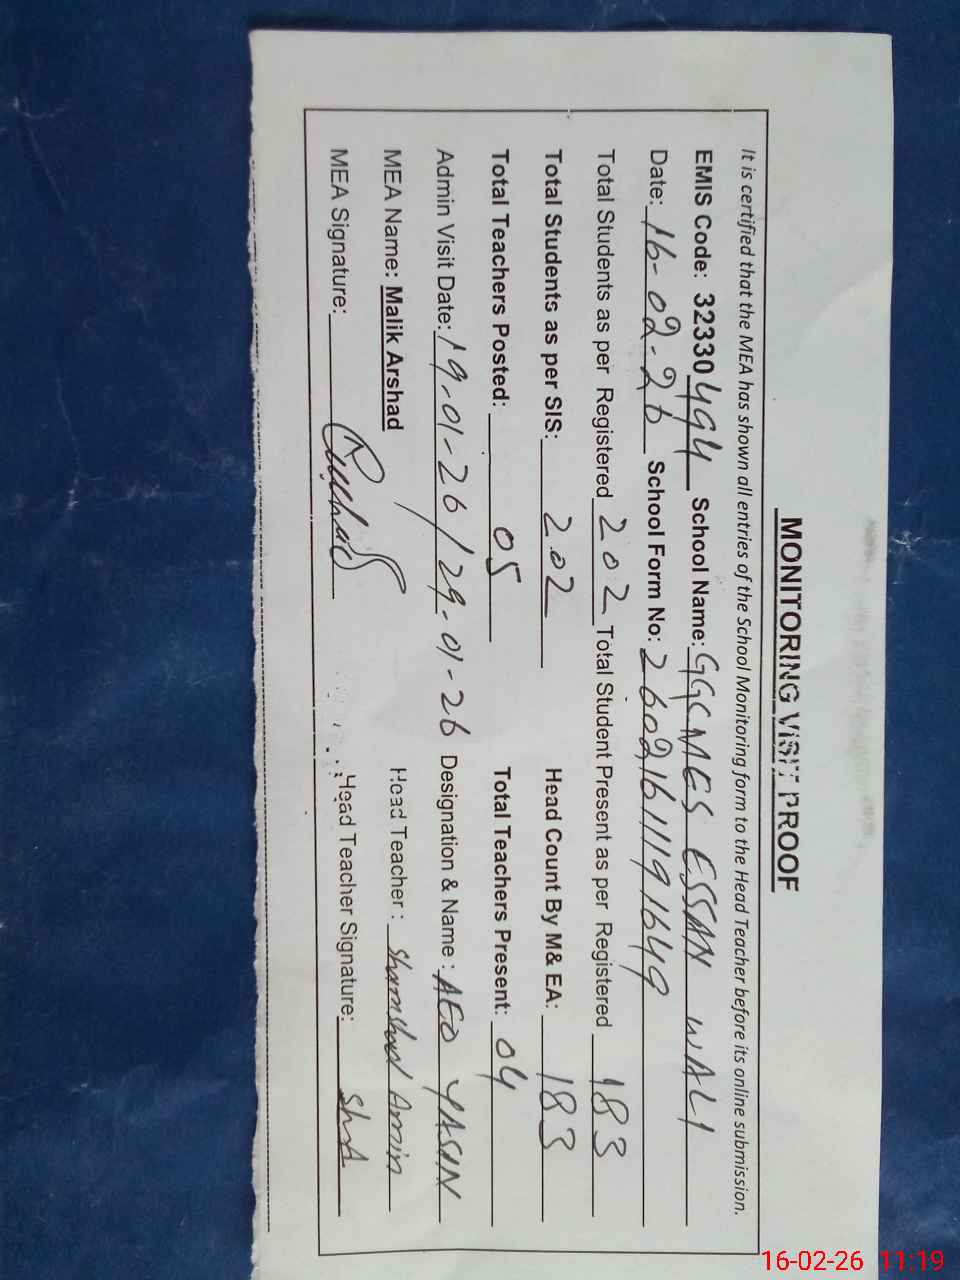 MONITORING VISIT PROOF
It is certified that the MEA has shown all entries of the School Monitoring form to the Head Teacher before its online submission.
EMIS Code: 32330494 School Name: GGCMES ESSAN WALI
Date: 16-02-26 School Form No: 260216111991649
Total Students as per Registered 202 Total Student Present as per Registered 183
Total Students as per SIS: 202 Head Count By M& EA: 183
Total Teachers Posted: 05 Total Teachers Present: 04
Admin Visit Date: 19-01-26/29-01-26 Designation & Name: AEO YASIN
MEA Name: Malik Arshad Head Teacher: Shamshad Amin
MEA Signature: Head Teacher Signature: ShA
16-02-26 11:19